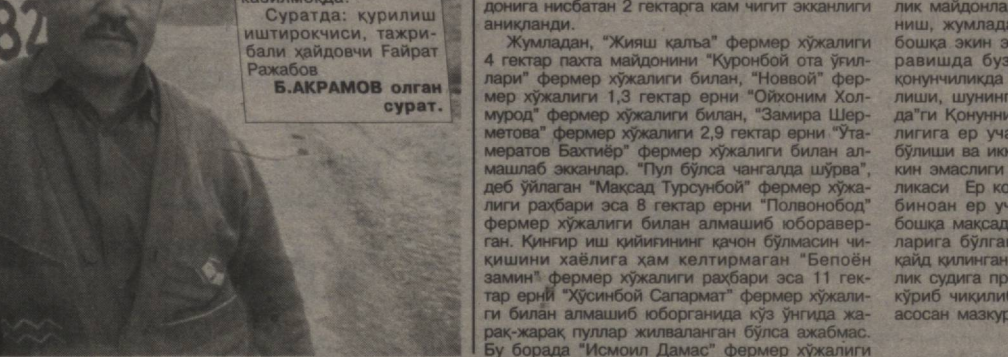 82
Суратда: қурилиш
иштирокчиси, тажри-
бали ҳайдовчи Ғайрат
Ражабов
Б.АКРАМОВ олган
сурат.
донига нисбатан 2 гектарга кам чигит экканлиги
аниқланди.
Жумладан, “Жияш қалъа” фермер хўжалиги
4 гектар пахта майдонини “Қуронбой ота ўғил-
лари” фермер хўжалиги билан, “Новвой” фер-
мер хўжалиги 1,3 гектар ерни “Ойхоним Хол-
мурод” фермер хўжалиги билан, “Замира Шер-
метова” фермер хўжалиги 2,9 гектар ерни “Ўта-
мератов Бахтиёр” фермер хўжалиги билан ал-
машлаб экканлар. “Пул бўлса чангалда шўрва”,
деб ўйлаган “Мақсад Турсунбой” фермер хўжа-
лиги раҳбари эса 8 гектар ерни “Полвонобод”
фермер хўжалиги билан алмашиб юборавер-
ган. Қинғир иш қийиғининг қачон бўлмасин чи-
қишини хаёлига ҳам келтирмаган “Бепоён
замин” фермер хўжалиги раҳбари эса 11 гек-
тар ерни “Ҳўсинбой Сапармат” фермер хўжали-
ги билан алмашиб юборганида кўз ўнгида жа-
рақ-жарақ пуллар жилваланган бўлса ажабмас.
Бу борада “Исмоил Дамас” фермер хўжалиги
лик майдонла
ниш, жумлада
бошқа экин э
равишда буз
қонунчиликда
лиши, шунинг
да”ги Қонунни
лигига ер уча
бўлиши ва икк
кин эмаслиги
ликаси Ер ко
биноан ер уч
бошқа мақсад
ларига бўлга
қайд қилинган
лик судига пр
кўриб чиқили
асосан мазкур